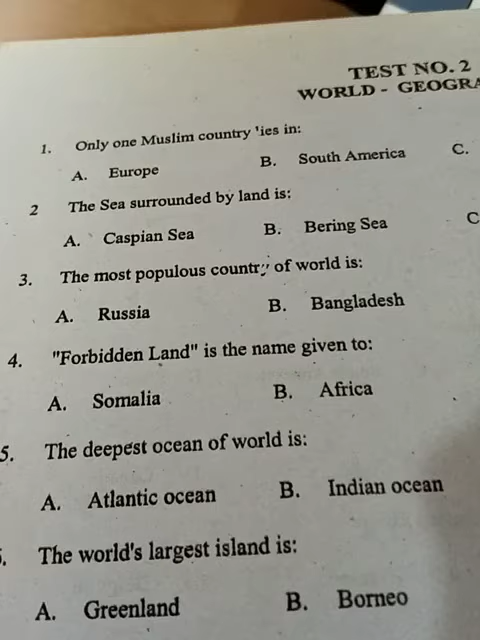 TEST NO. 2
WORLD - GEOGRA
1. Only one Muslim country 'ies in:
A. Europe B. South America C.
2 The Sea surrounded by land is:
A. Caspian Sea B. Bering Sea C
3. The most populous country of world is:
A. Russia B. Bangladesh
4. "Forbidden Land" is the name given to:
A. Somalia B. Africa
5. The deepest ocean of world is:
A. Atlantic ocean B. Indian ocean
. The world's largest island is:
A. Greenland B. Borneo